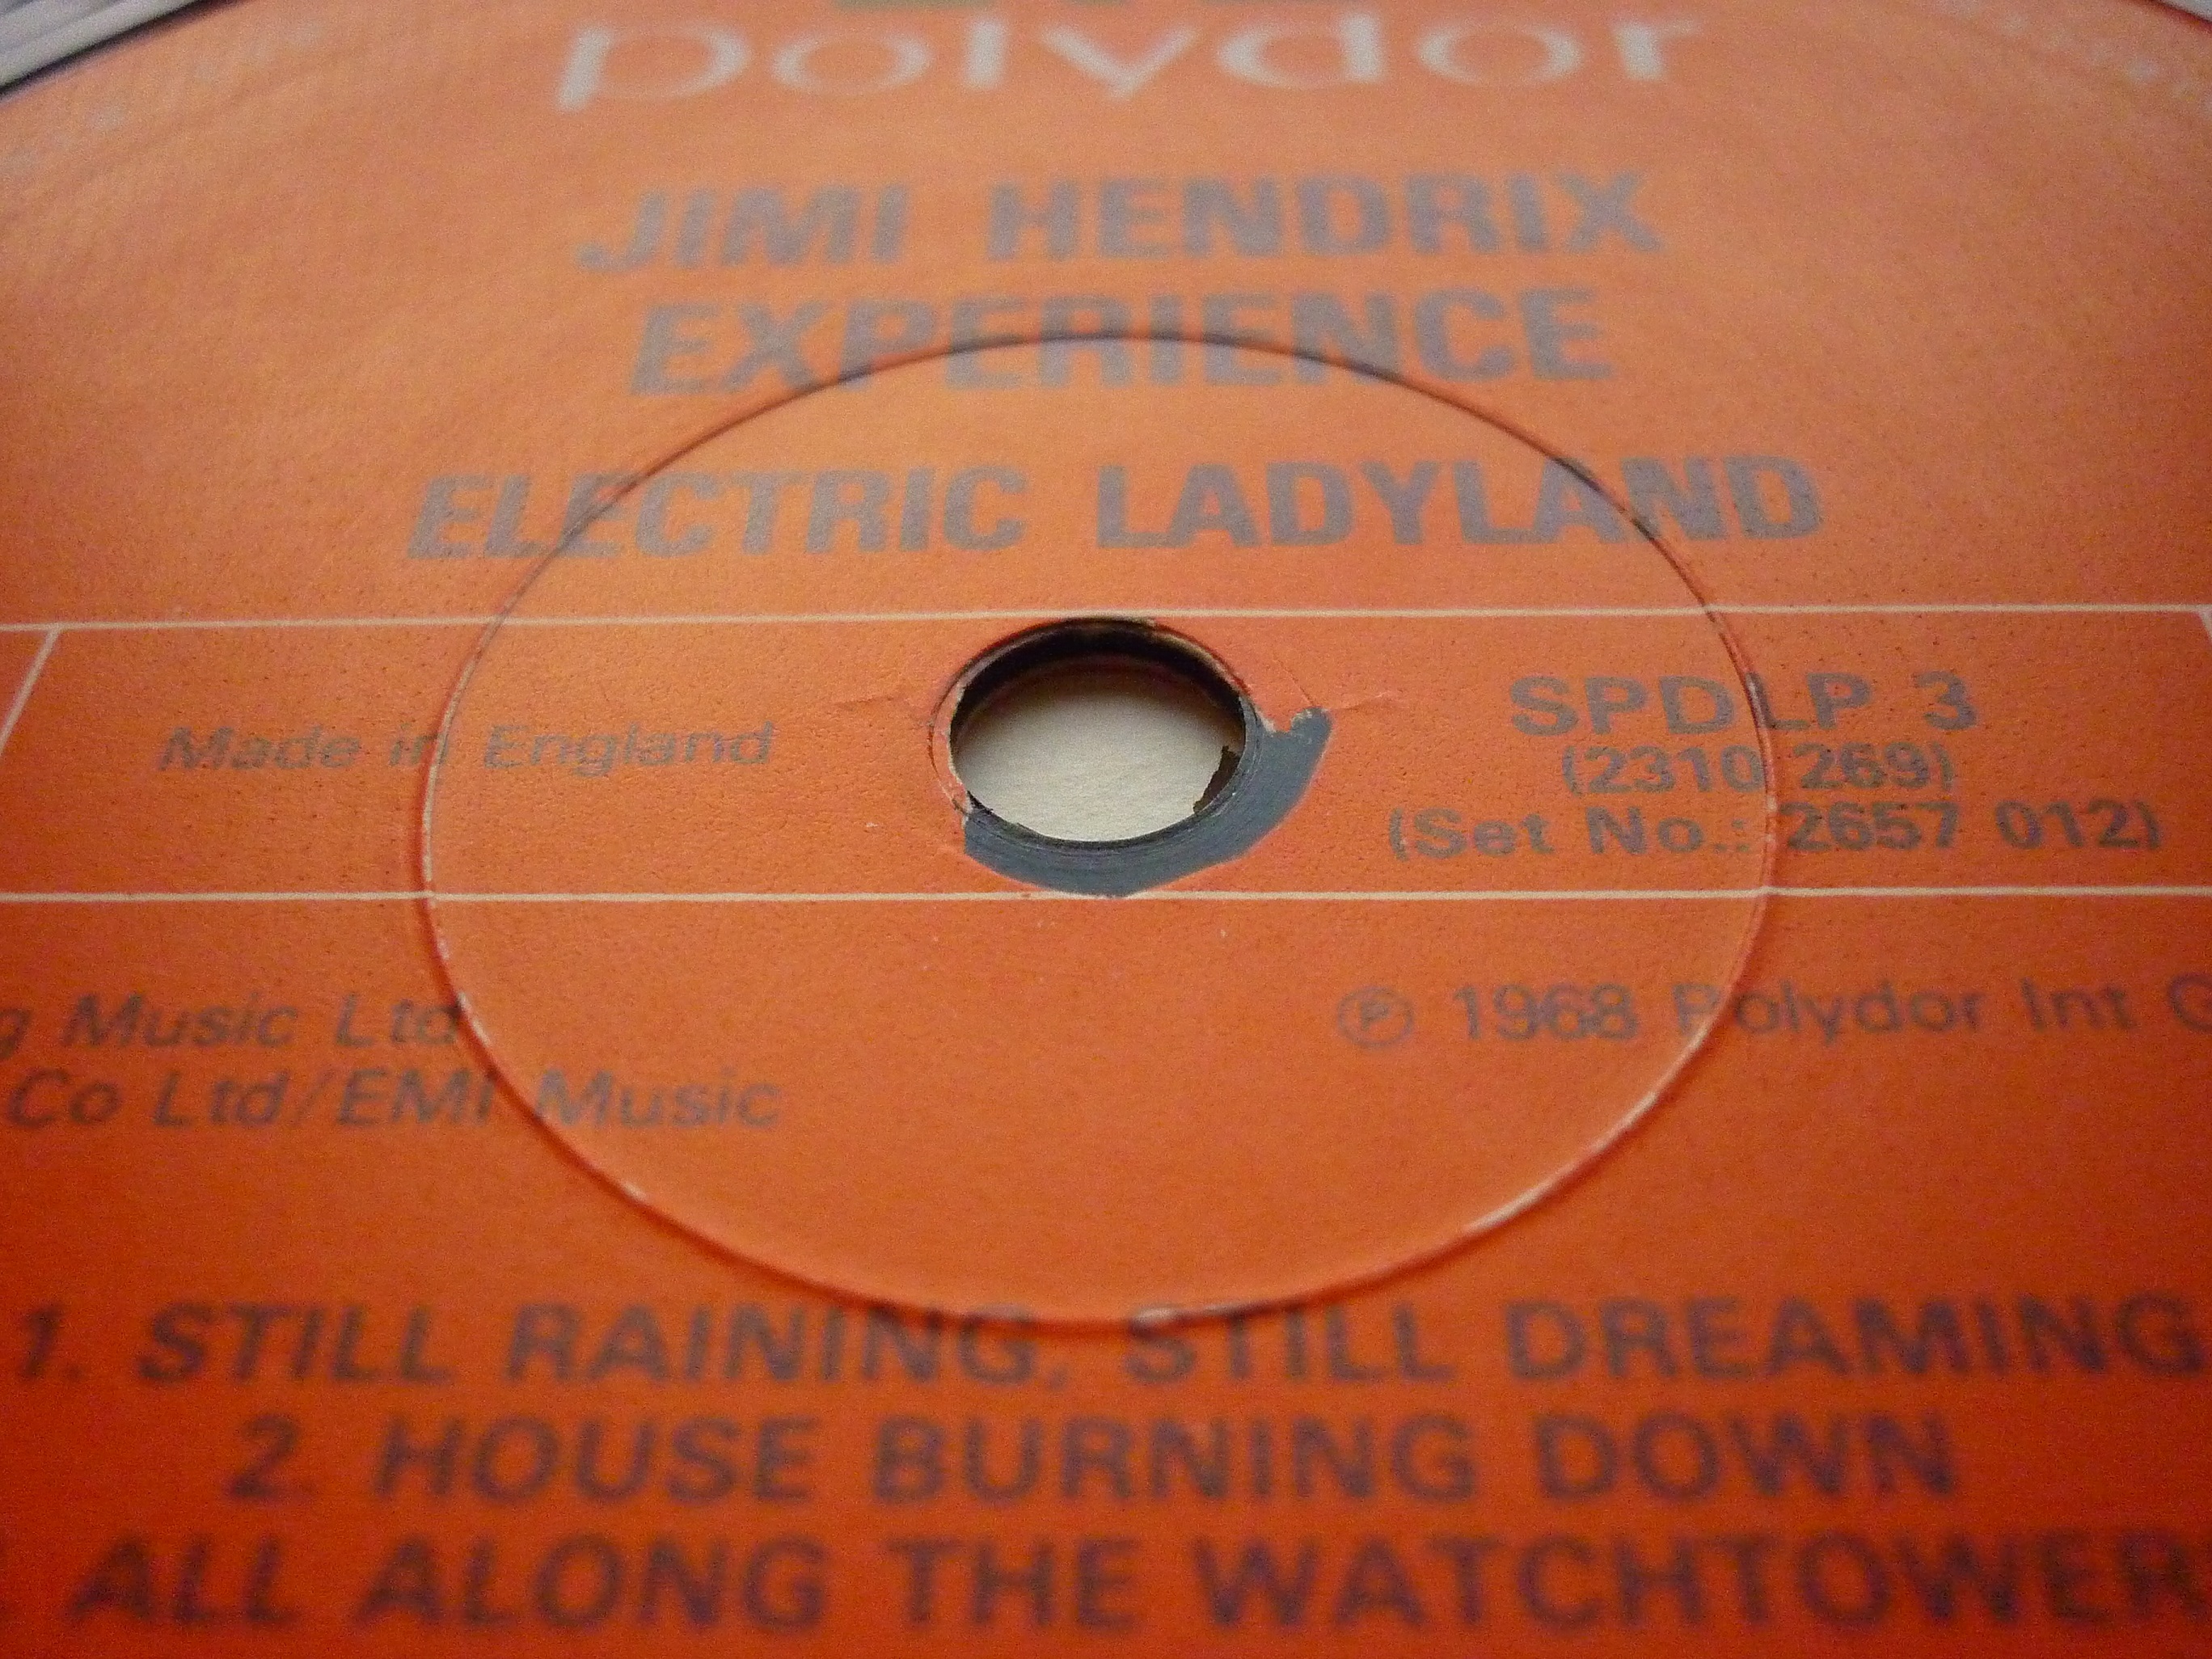 polydor
JIMI HENDRIX
EXPERIENCE
ELECTRIC LADYLAND
Made in England
SPDLP 3
(2310 269)
(Set No.: 2657 012)
g Music Ltd
Co Ltd/EMI Music
Ⓟ 1968 Polydor Int
1. STILL RAINING, STILL DREAMING
2. HOUSE BURNING DOWN
ALL ALONG THE WATCHTOWER